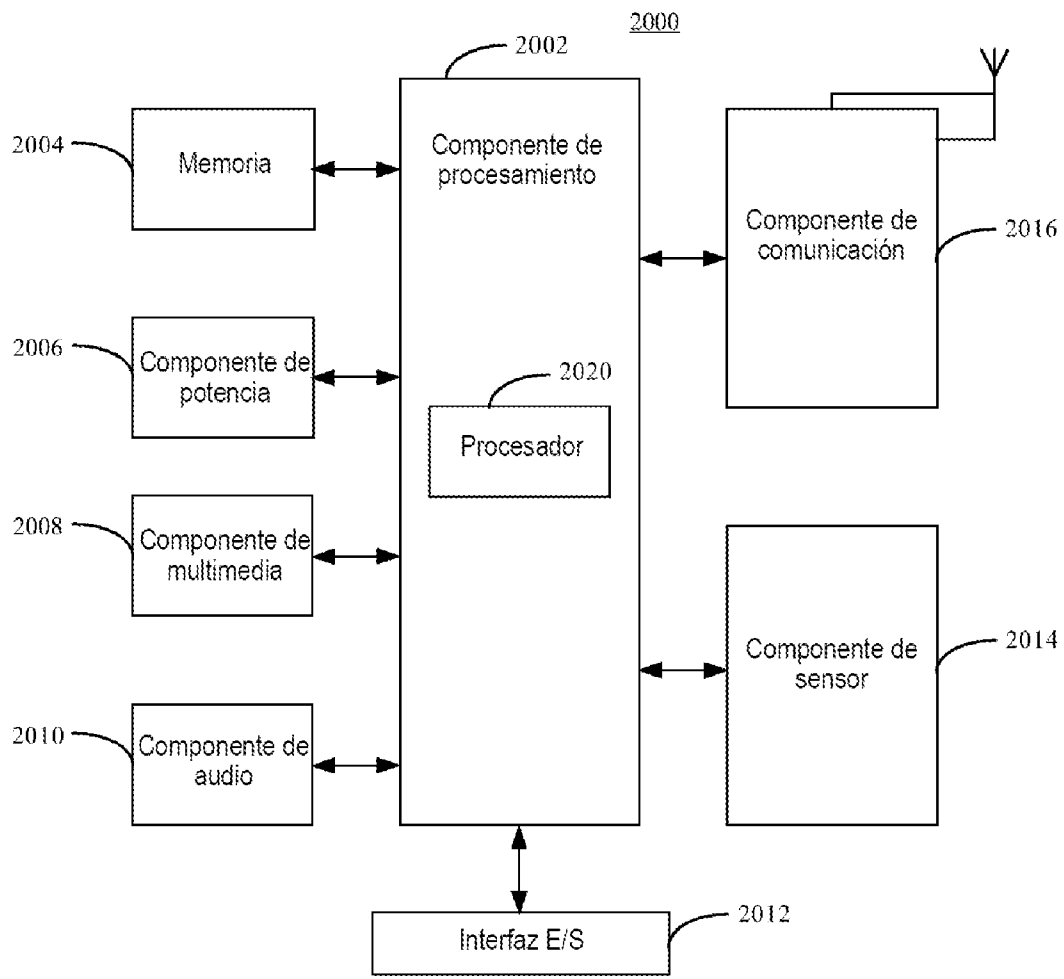 2000
2002
2004
Memoria
Componente de
procesamiento
Componente de
comunicación
2016
2006
Componente de
potencia
2020
Procesador
2008
Componente de
multimedia
Componente de
sensor
2014
2010
Componente de
audio
Interfaz E/S
2012